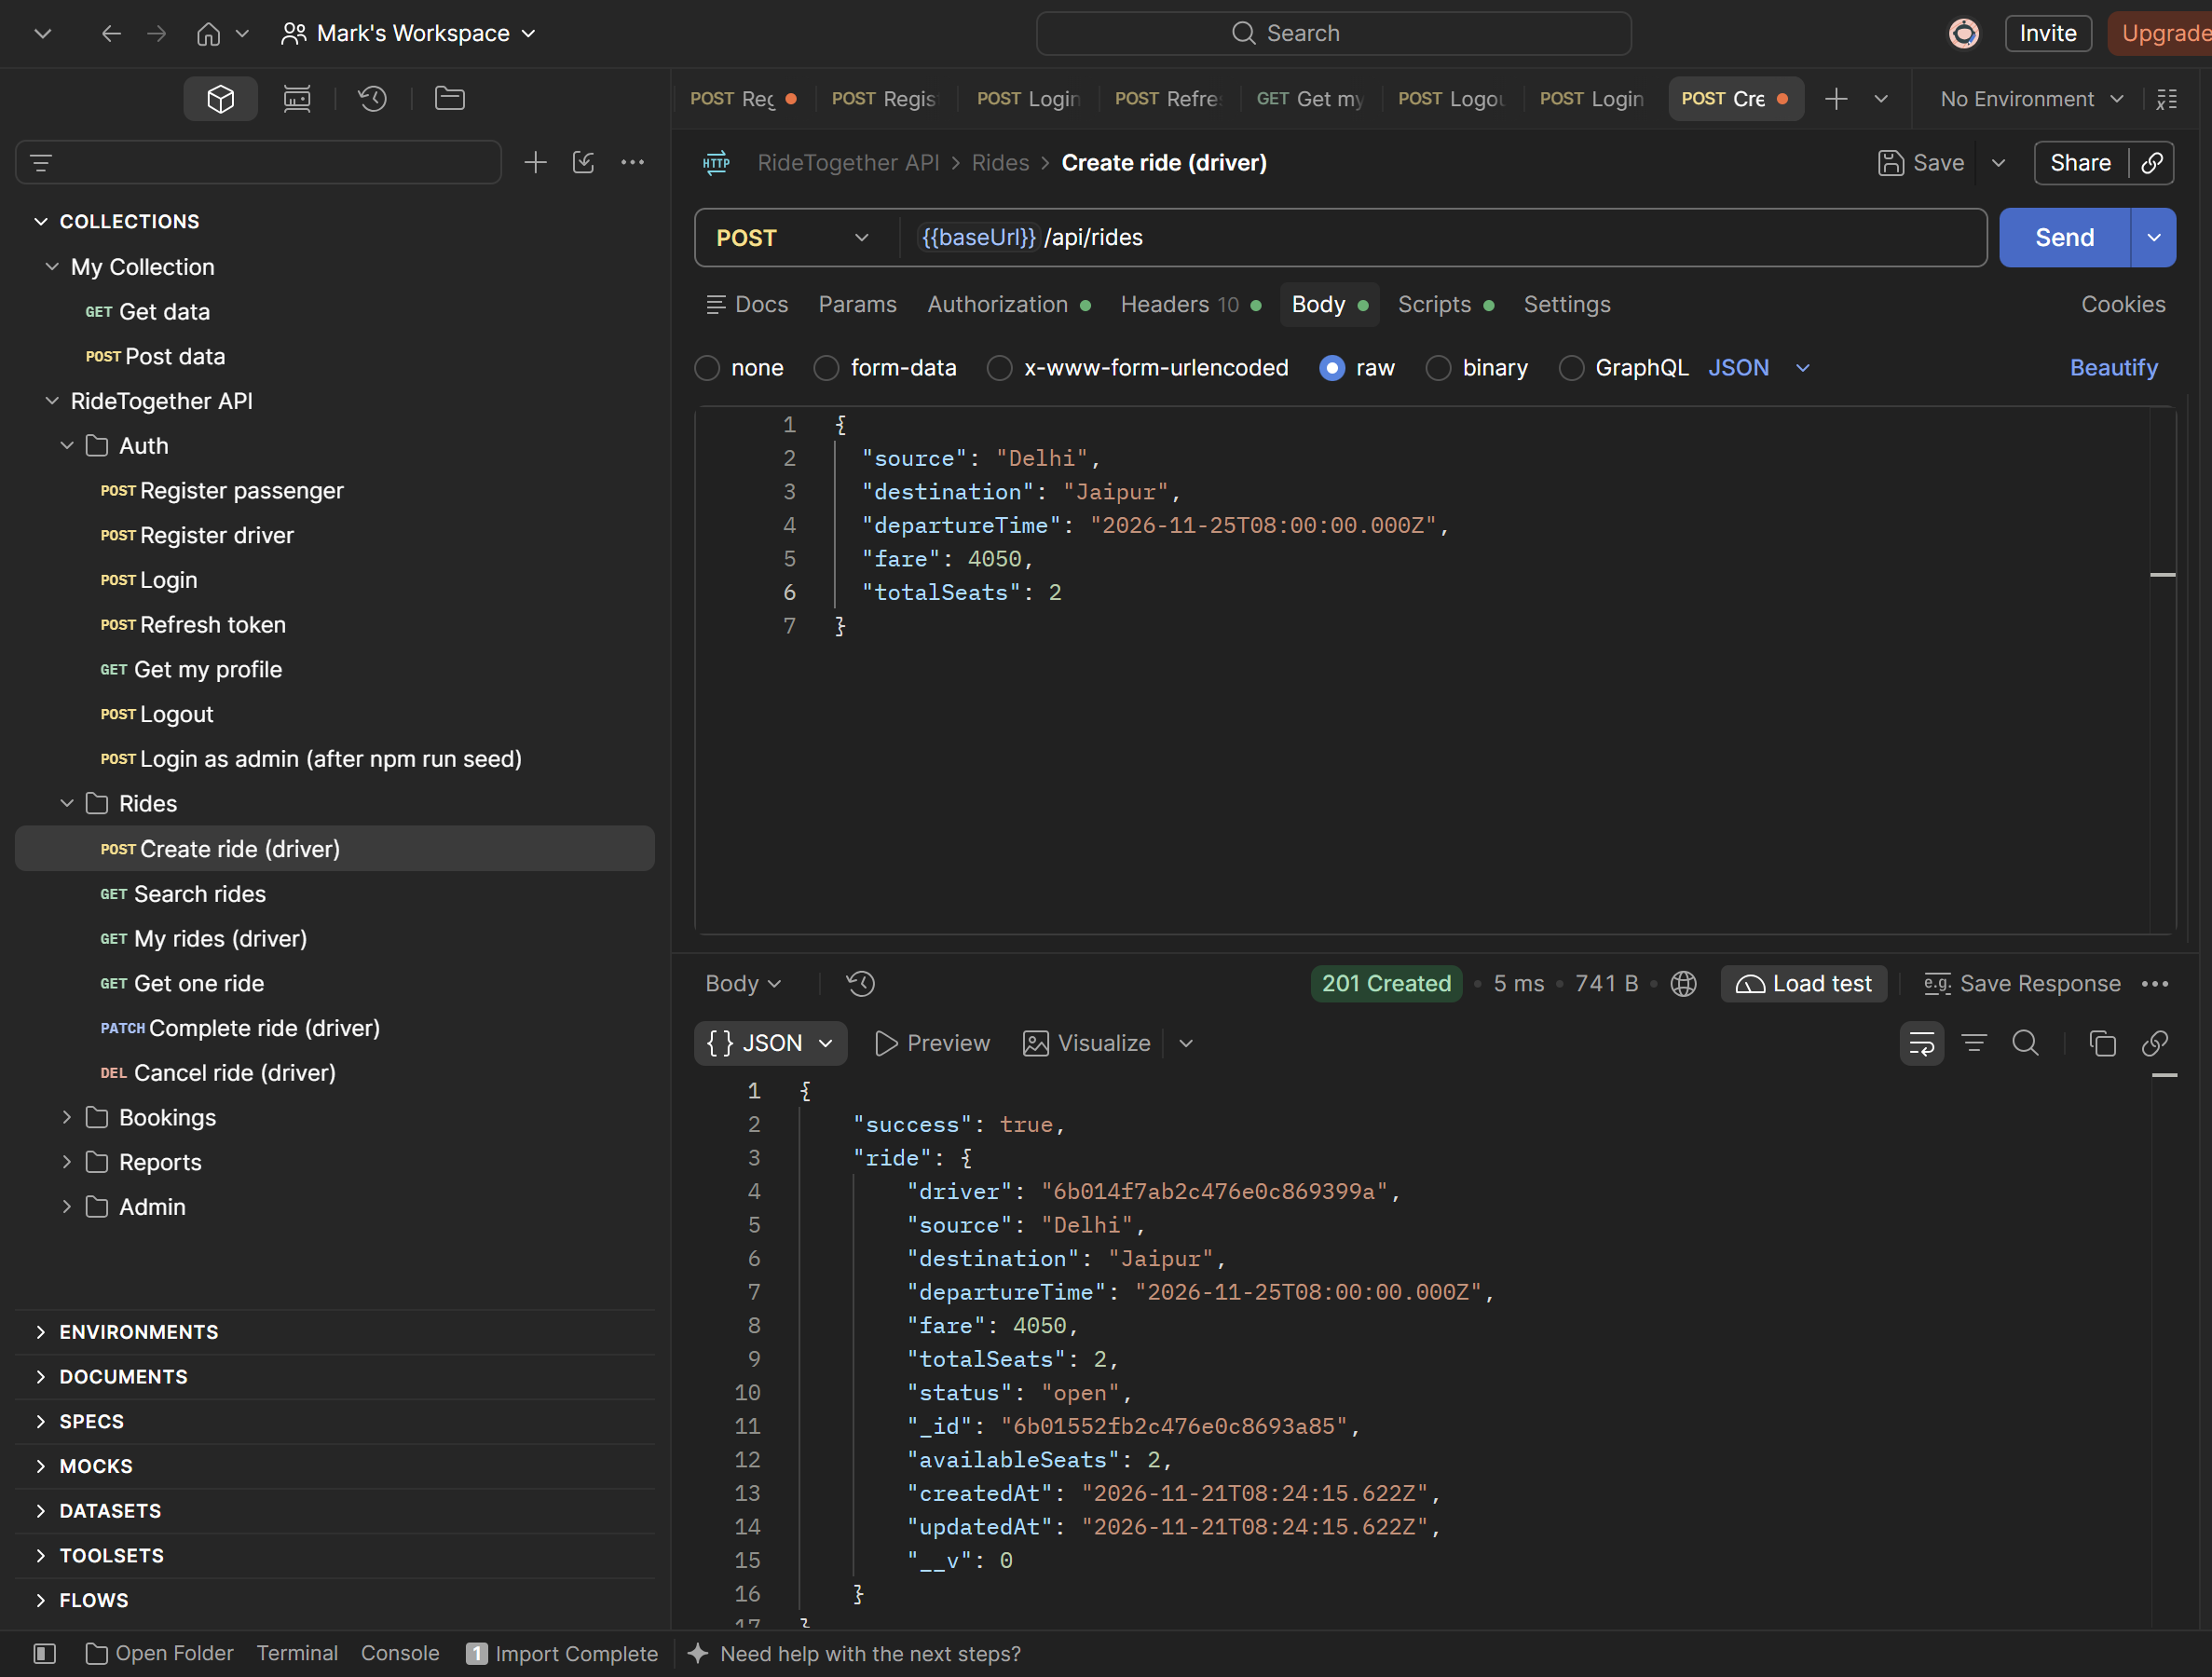 Mark's Workspace
Search
Invite
Upgrade
POST Reg
POST Regis
POST Login
POST Refre
GET Get my
POST Logou
POST Login
POST Cre
No Environment
HTTP RideTogether API > Rides > Create ride (driver)
Save
Share
COLLECTIONS
My Collection
GET Get data
POST Post data
RideTogether API
Auth
POST Register passenger
POST Register driver
POST Login
POST Refresh token
GET Get my profile
POST Logout
POST Login as admin (after npm run seed)
Rides
POST Create ride (driver)
GET Search rides
GET My rides (driver)
GET Get one ride
PATCH Complete ride (driver)
DEL Cancel ride (driver)
Bookings
Reports
Admin
ENVIRONMENTS
DOCUMENTS
SPECS
MOCKS
DATASETS
TOOLSETS
FLOWS
POST {{baseUrl}} /api/rides Send
Docs Params Authorization Headers 10 Body Scripts Settings Cookies
none form-data x-www-form-urlencoded raw binary GraphQL JSON Beautify
1 {
2 "source": "Delhi",
3 "destination": "Jaipur",
4 "departureTime": "2026-11-25T08:00:00.000Z",
5 "fare": 4050,
6 "totalSeats": 2
7 }
Body 201 Created • 5 ms • 741 B • Load test e.g. Save Response
{ } JSON Preview Visualize
1 {
2 "success": true,
3 "ride": {
4 "driver": "6b014f7ab2c476e0c869399a",
5 "source": "Delhi",
6 "destination": "Jaipur",
7 "departureTime": "2026-11-25T08:00:00.000Z",
8 "fare": 4050,
9 "totalSeats": 2,
10 "status": "open",
11 "_id": "6b01552fb2c476e0c8693a85",
12 "availableSeats": 2,
13 "createdAt": "2026-11-21T08:24:15.622Z",
14 "updatedAt": "2026-11-21T08:24:15.622Z",
15 "__v": 0
16 }
17 }
Open Folder Terminal Console 1 Import Complete Need help with the next steps?